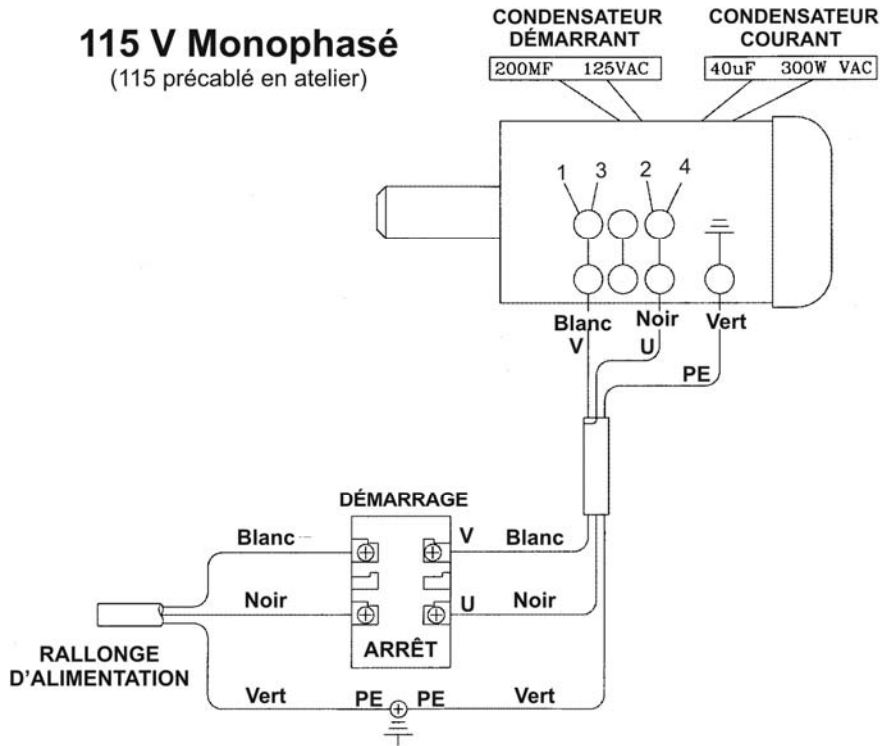 115 V Monophasé
(115 précablé en atelier)
CONDENSATEUR
DÉMARRANT
200MF 125VAC
CONDENSATEUR
COURANT
40uF 300W VAC
1 3 2 4
Blanc
V
Noir
U
Vert
PE
DÉMARRAGE
Blanc
V Blanc
Noir
U Noir
ARRÊT
RALLONGE
D'ALIMENTATION
Vert PE PE Vert